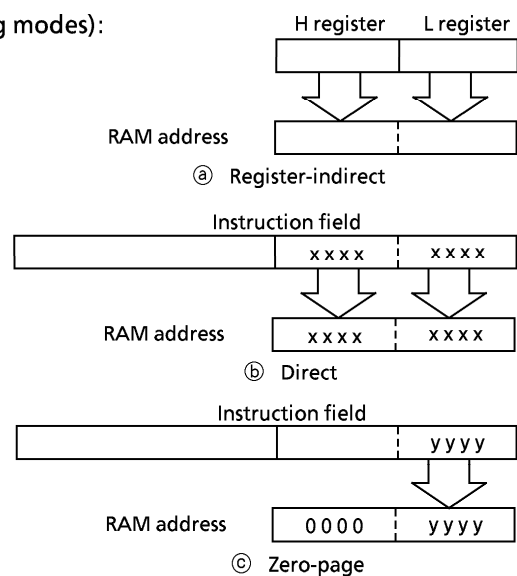 g modes):
H register L register
RAM address
ⓐ Register-indirect
Instruction field
x x x x x x x x
RAM address x x x x x x x x
ⓑ Direct
Instruction field
y y y y
RAM address 0 0 0 0 y y y y
ⓒ Zero-page